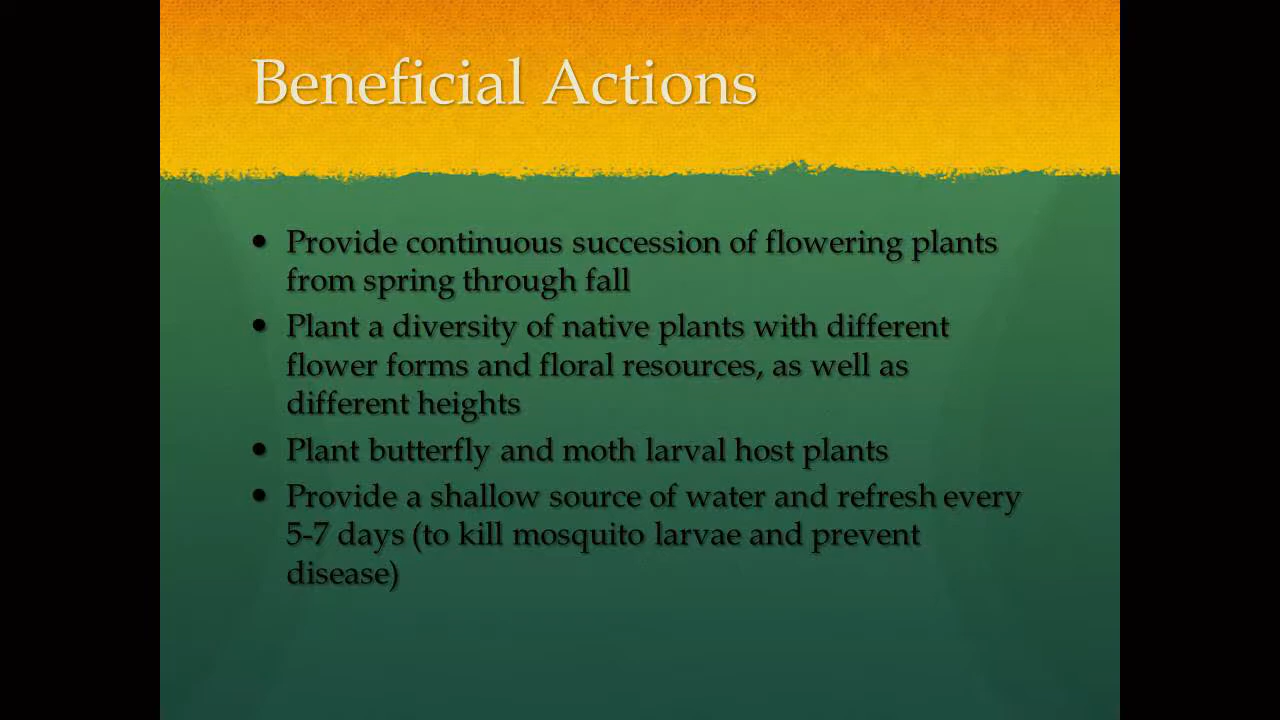 Beneficial Actions
• Provide continuous succession of flowering plants
from spring through fall
• Plant a diversity of native plants with different
flower forms and floral resources, as well as
different heights
• Plant butterfly and moth larval host plants
• Provide a shallow source of water and refresh every
5-7 days (to kill mosquito larvae and prevent
disease)